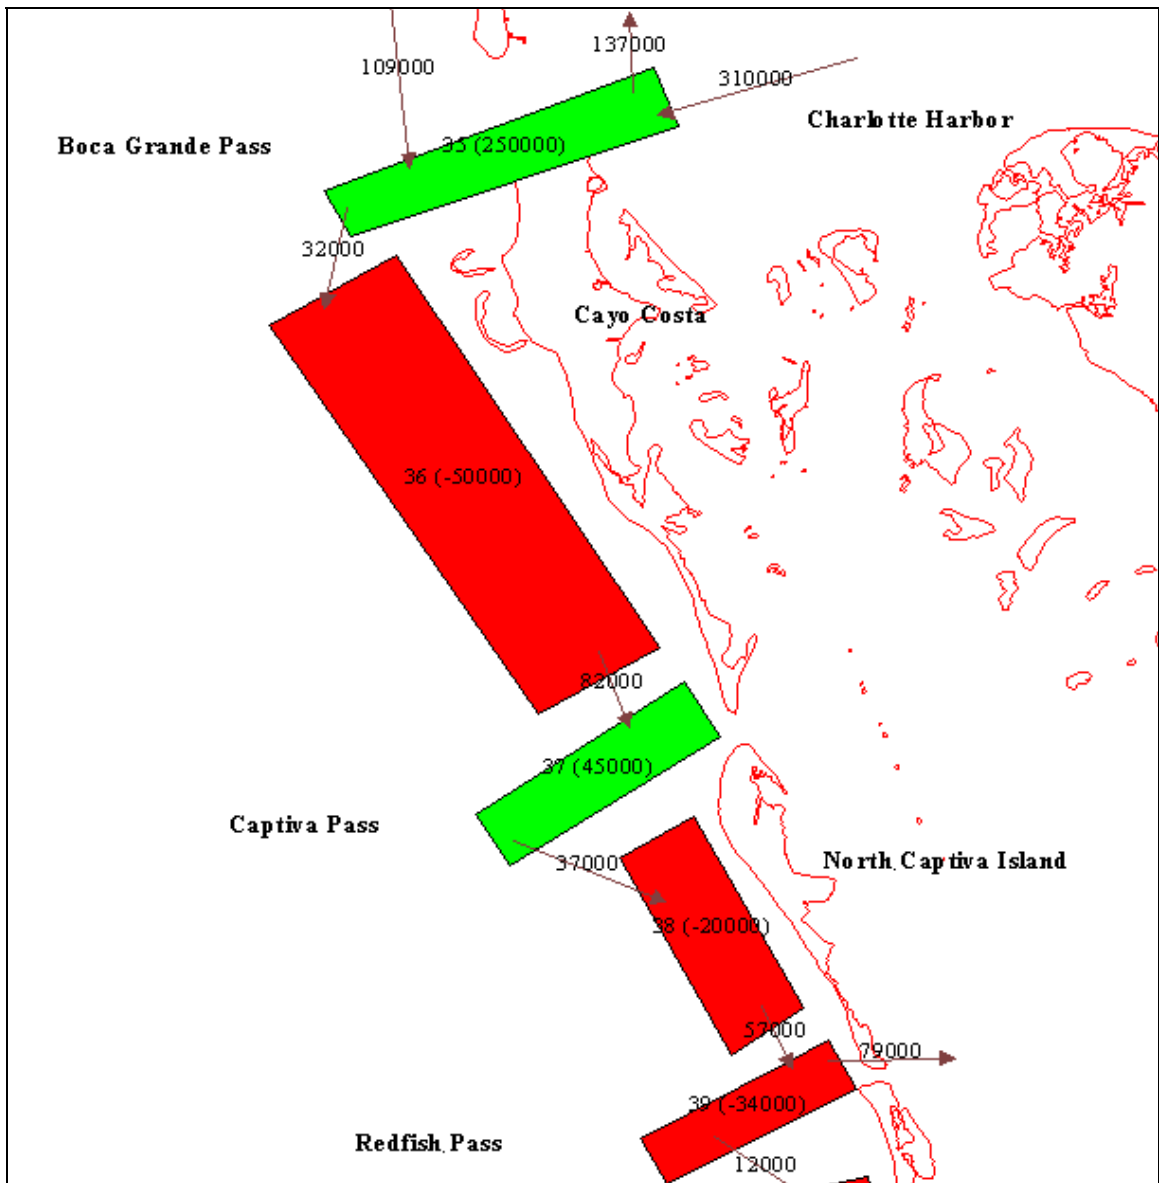 137000
109000
310000
Charlotte Harbor
Boca Grande Pass
35 (250000)
32000
Cayo Costa
36 (-50000)
82000
37 (45000)
Captiva Pass
37000
North Captiva Island
38 (-20000)
57000
79000
39 (-34000)
Redfish Pass
12000